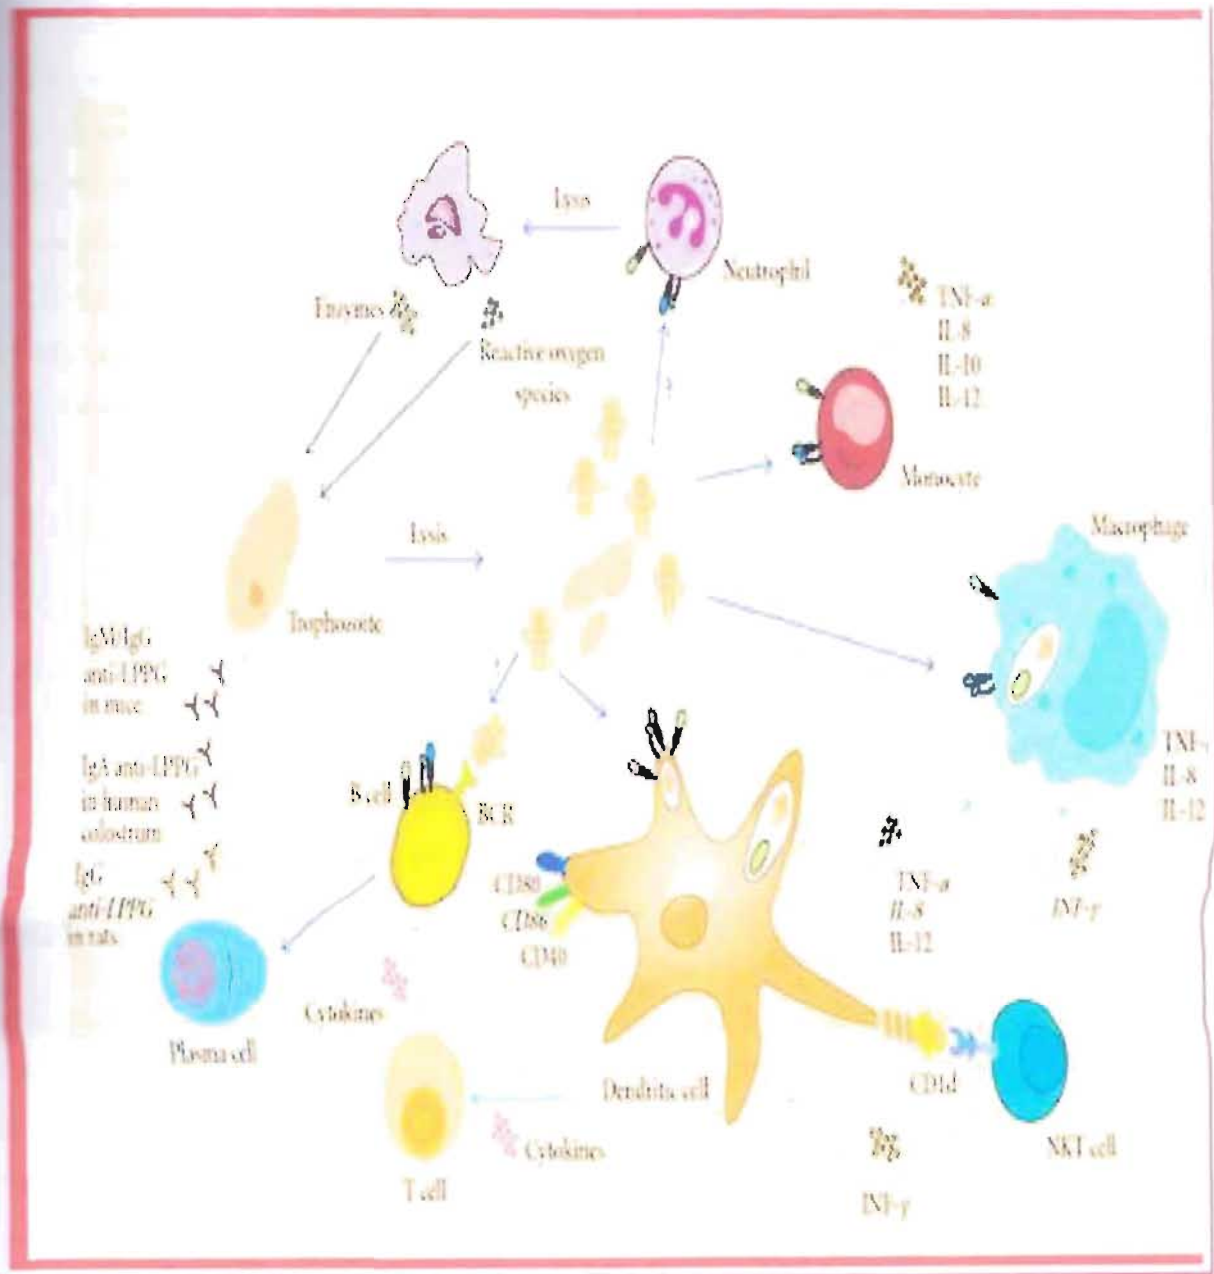 Lysis
Neutrophil
Enzymes
Reactive oxygen
species
TNF-α
IL-8
IL-10
IL-12
?
Monocyte
Macrophage
Lysis
Trophozoite
IgM/IgG
anti-LPPG
in mice
IgA anti-LPPG
in human
colostrum
IgG
anti-LPPG
in rats
B cell
BCR
TNF-
IL-8
IL-12
CD80
CD86
CD40
TNF-α
IL-8
IL-12
INF-γ
Plasma cell
Cytokines
Dendritic cell
CD1d
NKT cell
Cytokines
T cell
INF-γ